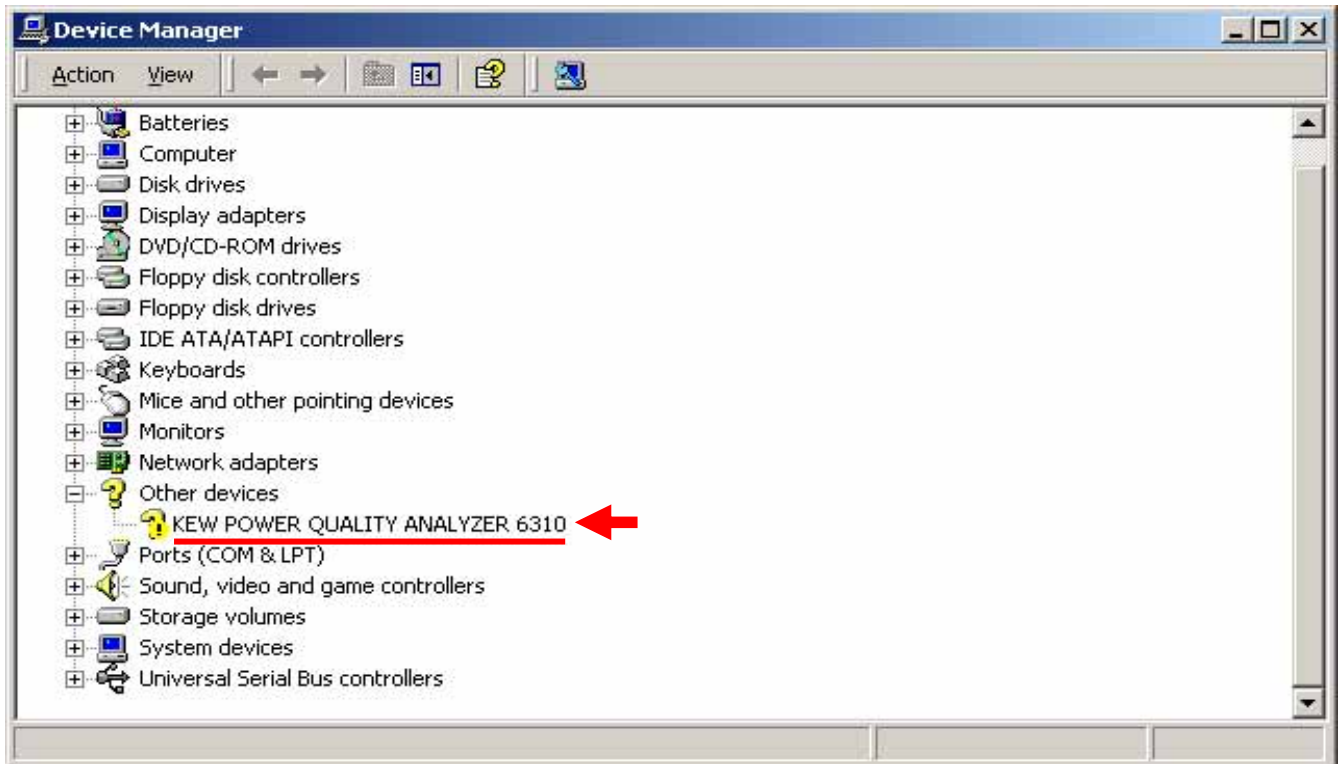 Device Manager
Action View
Batteries
Computer
Disk drives
Display adapters
DVD/CD-ROM drives
Floppy disk controllers
Floppy disk drives
IDE ATA/ATAPI controllers
Keyboards
Mice and other pointing devices
Monitors
Network adapters
Other devices
KEW POWER QUALITY ANALYZER 6310
Ports (COM & LPT)
Sound, video and game controllers
Storage volumes
System devices
Universal Serial Bus controllers